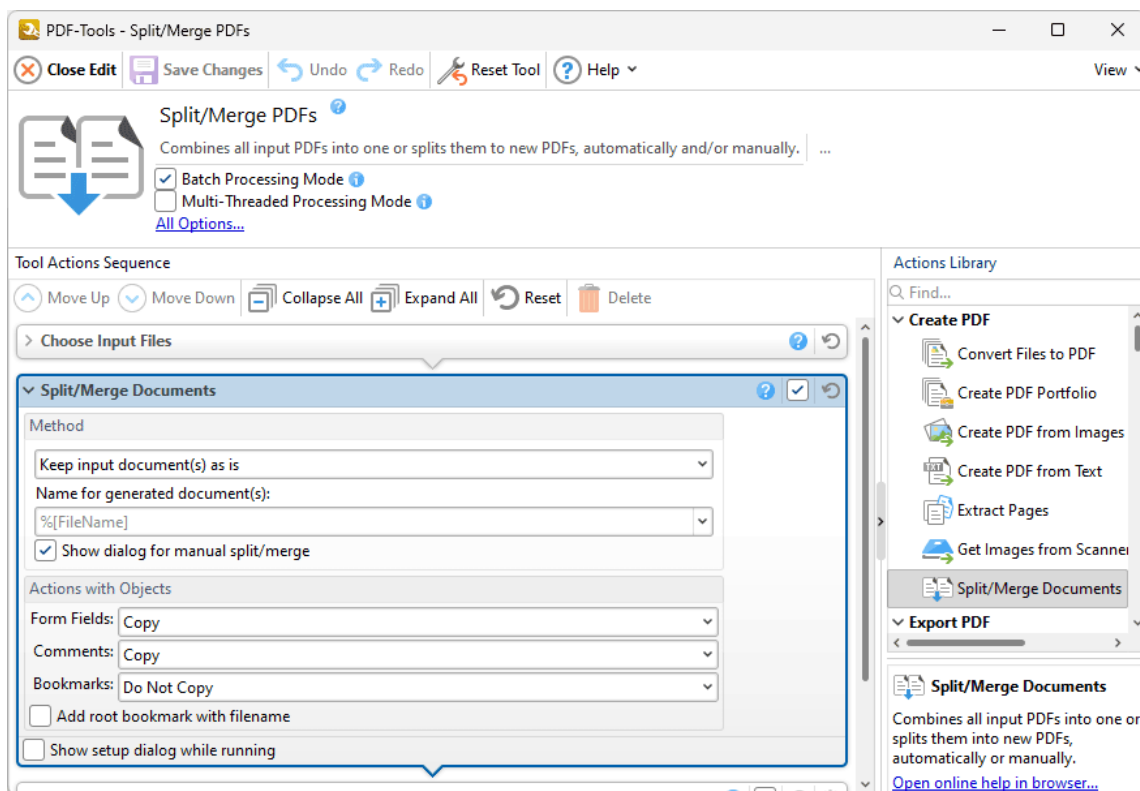 PDF-Tools - Split/Merge PDFs
Close Edit Save Changes Undo Redo Reset Tool ? Help View
Split/Merge PDFs ?
Combines all input PDFs into one or splits them to new PDFs, automatically and/or manually. ...
Batch Processing Mode i
Multi-Threaded Processing Mode i
All Options...
Tool Actions Sequence
Move Up Move Down Collapse All Expand All Reset Delete
Choose Input Files ?
Split/Merge Documents ?
Method
Keep input document(s) as is
Name for generated document(s):
%[FileName]
Show dialog for manual split/merge
Actions with Objects
Form Fields: Copy
Comments: Copy
Bookmarks: Do Not Copy
Add root bookmark with filename
Show setup dialog while running
Actions Library
Find...
Create PDF
Convert Files to PDF
Create PDF Portfolio
Create PDF from Images
TXT Create PDF from Text
Extract Pages
Get Images from Scanner
Split/Merge Documents
Export PDF
Split/Merge Documents
Combines all input PDFs into one or
splits them into new PDFs,
automatically or manually.
Open online help in browser...